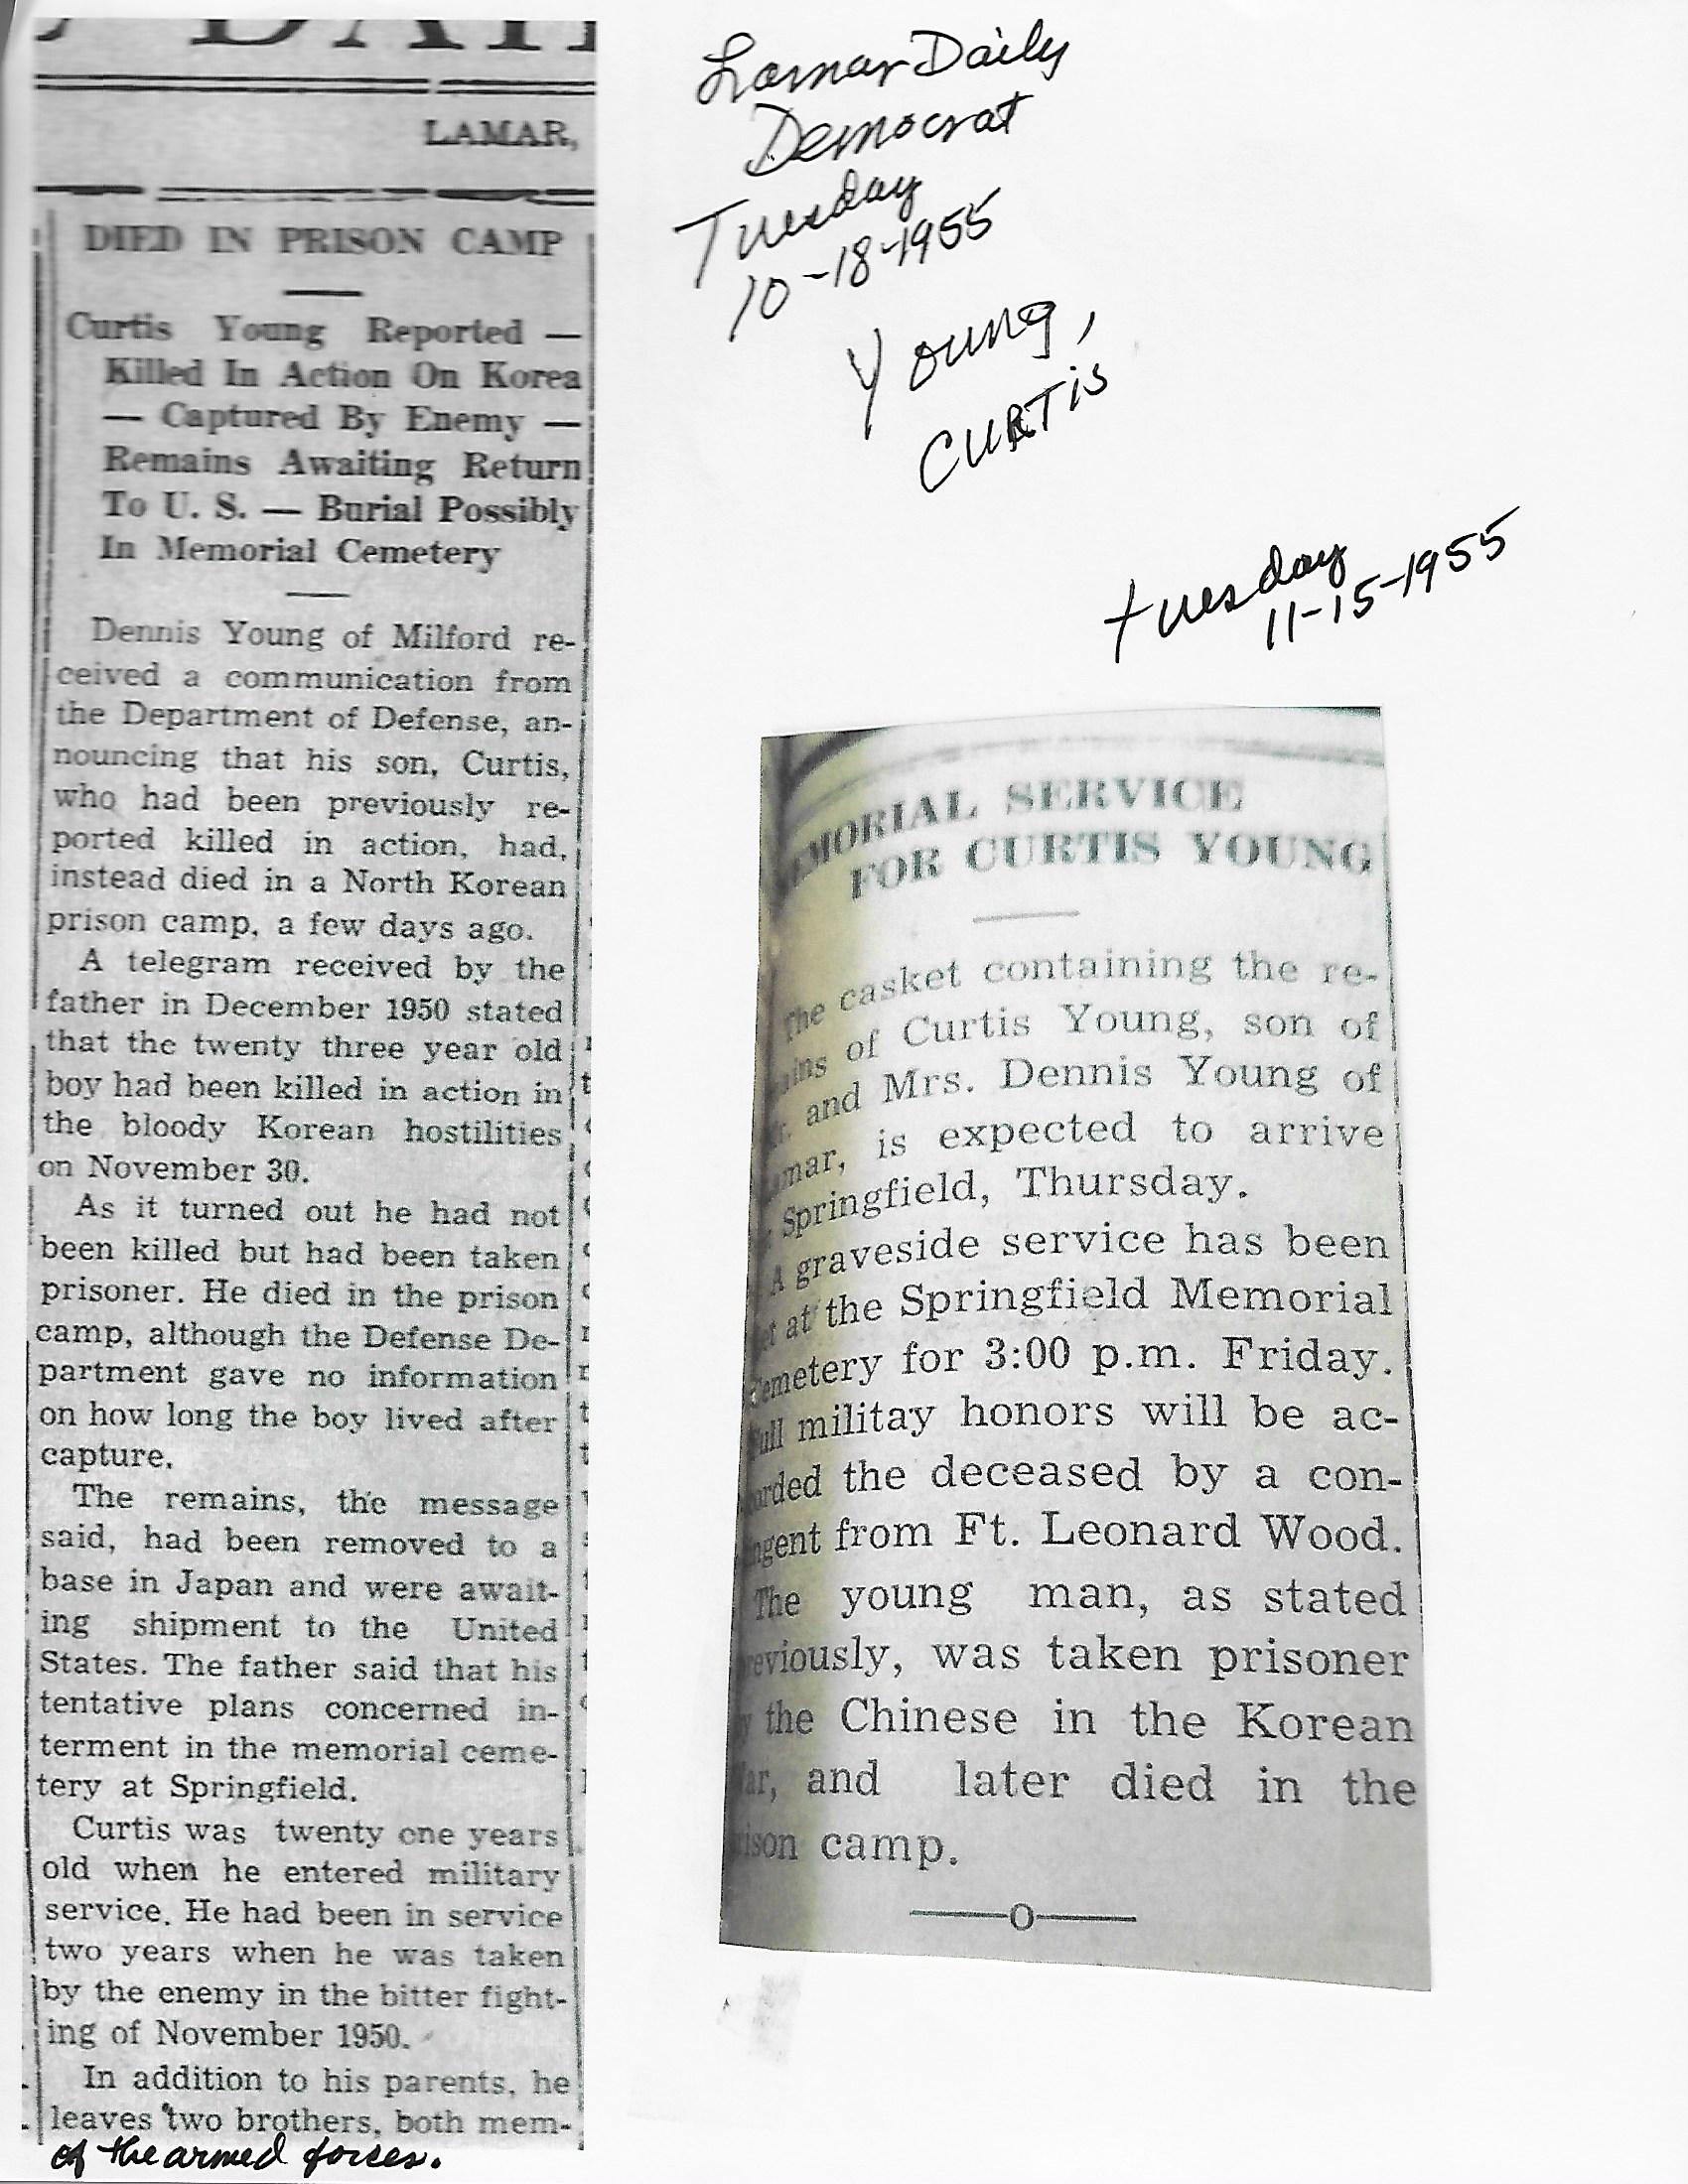 LAMAR,
DIED IN PRISON CAMP
Curtis Young Reported —
Killed In Action On Korea
— Captured By Enemy —
Remains Awaiting Return
To U. S. — Burial Possibly
In Memorial Cemetery
Dennis Young of Milford re-
ceived a communication from
the Department of Defense, an-
nouncing that his son, Curtis,
who had been previously re-
ported killed in action, had,
instead died in a North Korean
prison camp, a few days ago.
A telegram received by the
father in December 1950 stated
that the twenty three year old
boy had been killed in action in
the bloody Korean hostilities
on November 30.
As it turned out he had not
been killed but had been taken
prisoner. He died in the prison
camp, although the Defense De-
partment gave no information
on how long the boy lived after
capture.
The remains, the message
said, had been removed to a
base in Japan and were await-
ing shipment to the United
States. The father said that his
tentative plans concerned in-
terment in the memorial ceme-
tery at Springfield.
Curtis was twenty one years
old when he entered military
service. He had been in service
two years when he was taken
by the enemy in the bitter fight-
ing of November 1950.
In addition to his parents, he
leaves two brothers, both mem-
of the armed forces.
Lamar Daily
Democrat
Tuesday
10-18-1955
Young,
CURTIS
Tuesday
11-15-1955
MORIAL SERVICE
FOR CURTIS YOUNG
The casket containing the re-
ains of Curtis Young, son of
r. and Mrs. Dennis Young of
mar, is expected to arrive
Springfield, Thursday.
A graveside service has been
et at the Springfield Memorial
Cemetery for 3:00 p.m. Friday.
Full militay honors will be ac-
orded the deceased by a con-
ngent from Ft. Leonard Wood.
The young man, as stated
reviously, was taken prisoner
y the Chinese in the Korean
ar, and later died in the
rison camp.
—O—